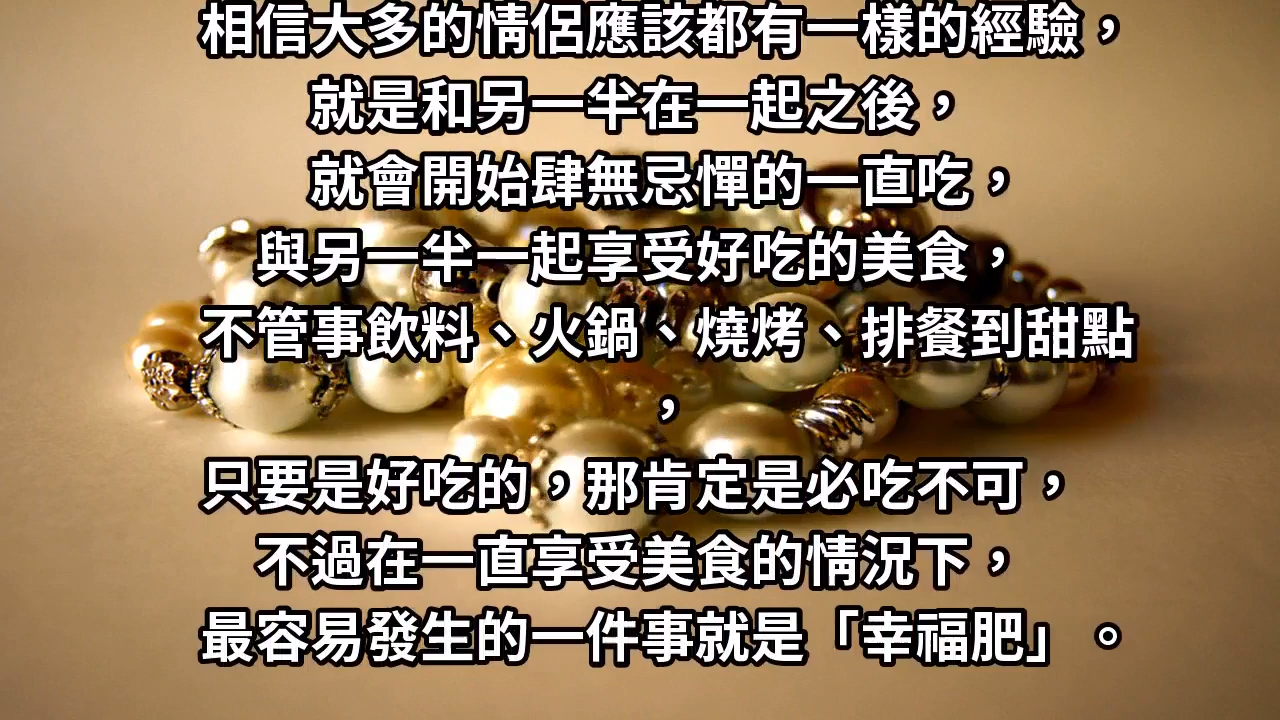 相信大多的情侶應該都有一樣的經驗，
就是和另一半在一起之後，
就會開始肆無忌憚的一直吃，
與另一半一起享受好吃的美食，
不管事飲料、火鍋、燒烤、排餐到甜點
，
只要是好吃的，那肯定是必吃不可，
不過在一直享受美食的情況下，
最容易發生的一件事就是「幸福肥」。